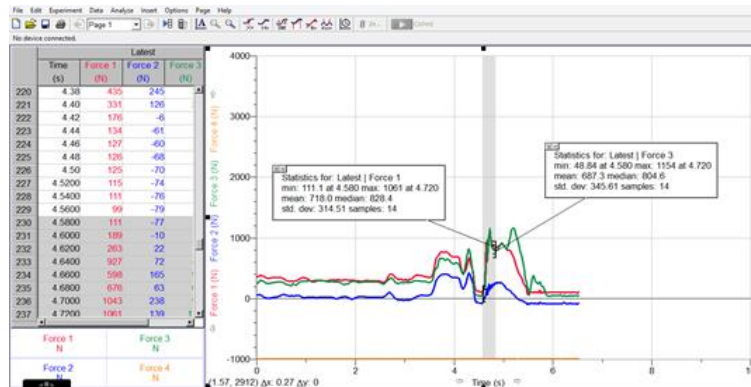 File Edit Experiment Data Analyze Insert Options Page Help
Page 1
No device connected.
Latest
Time (s) Force 1 (N) Force 2 (N) Force 3 (N)
220 4.38 435 245
221 4.40 331 126
222 4.42 176 -6
223 4.44 134 -61
224 4.46 127 -60
225 4.48 126 -68
226 4.50 125 -70
227 4.5200 115 -74
228 4.5400 111 -76
229 4.5600 99 -79
230 4.5800 111 -77
231 4.6000 189 -10
232 4.6200 263 22
233 4.6400 927 72
234 4.6600 598 165
235 4.6800 676 63
236 4.7000 1043 238
237 4.7200 1061 139
Force 1
N
Force 3
N
Force 2
N
Force 4
N
4000
3000
2000
1000
0
-1000
Force 1 (N) Force 2 (N) Force 3 (N) Force 4 (N)
Statistics for: Latest | Force 1
min: 111.1 at 4.580 max: 1061 at 4.720
mean: 718.0 median: 828.4
std. dev: 314.51 samples: 14
Statistics for: Latest | Force 3
min: 48.84 at 4.580 max: 1154 at 4.720
mean: 687.3 median: 804.6
std. dev: 345.61 samples: 14
0 2 4 6 8
(1.57, 2912) Δx: 0.27 Δy: 0
Time (s)